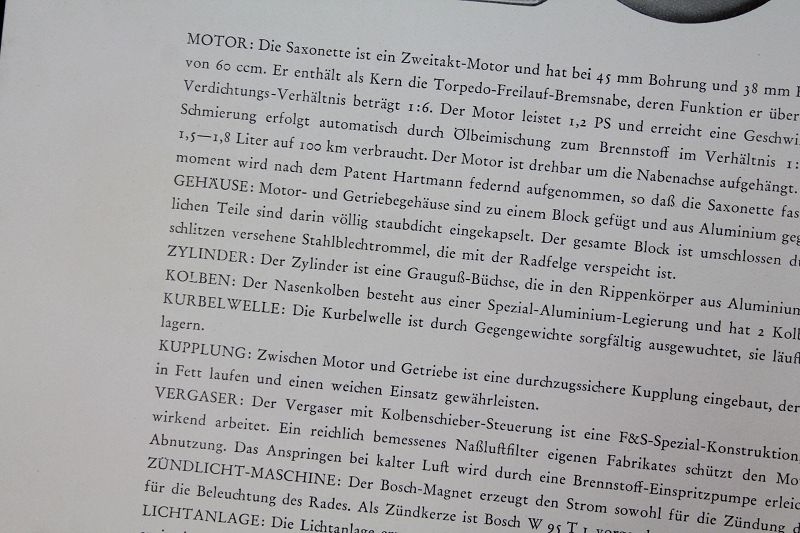 MOTOR: Die Saxonette ist ein Zweitakt-Motor und hat bei 45 mm Bohrung und 38 mm
von 60 ccm. Er enthält als Kern die Torpedo-Freilauf-Bremsnabe, deren Funktion er über
Verdichtungs-Verhältnis beträgt 1:6. Der Motor leistet 1,2 PS und erreicht eine Geschwi
Schmierung erfolgt automatisch durch Ölbeimischung zum Brennstoff im Verhältnis 1:
1,5—1,8 Liter auf 100 km verbraucht. Der Motor ist drehbar um die Nabenachse aufgehängt.
moment wird nach dem Patent Hartmann federnd aufgenommen, so daß die Saxonette fas
GEHÄUSE: Motor- und Getriebegehäuse sind zu einem Block gefügt und aus Aluminium geg
lichen Teile sind darin völlig staubdicht eingekapselt. Der gesamte Block ist umschlossen du
schlitzen versehene Stahlblechtrommel, die mit der Radfelge verspeicht ist.
ZYLINDER: Der Zylinder ist eine Grauguß-Büchse, die in den Rippenkörper aus Aluminium
KOLBEN: Der Nasenkolben besteht aus einer Spezial-Aluminium-Legierung und hat 2 Kolb
KURBELWELLE: Die Kurbelwelle ist durch Gegengewichte sorgfältig ausgewuchtet, sie läuf
lagern.
KUPPLUNG: Zwischen Motor und Getriebe ist eine durchzugssichere Kupplung eingebaut, der
in Fett laufen und einen weichen Einsatz gewährleisten.
VERGASER: Der Vergaser mit Kolbenschieber-Steuerung ist eine F&S-Spezial-Konstruktion,
wirkend arbeitet. Ein reichlich bemessenes Naßluftfilter eigenen Fabrikates schützt den Mo
Abnutzung. Das Anspringen bei kalter Luft wird durch eine Brennstoff-Einspritzpumpe erleic
ZÜNDLICHT-MASCHINE: Der Bosch-Magnet erzeugt den Strom sowohl für die Zündung d
für die Beleuchtung des Rades. Als Zündkerze ist Bosch W 95 T 1
LICHTANLAGE: Die Lichtanlage